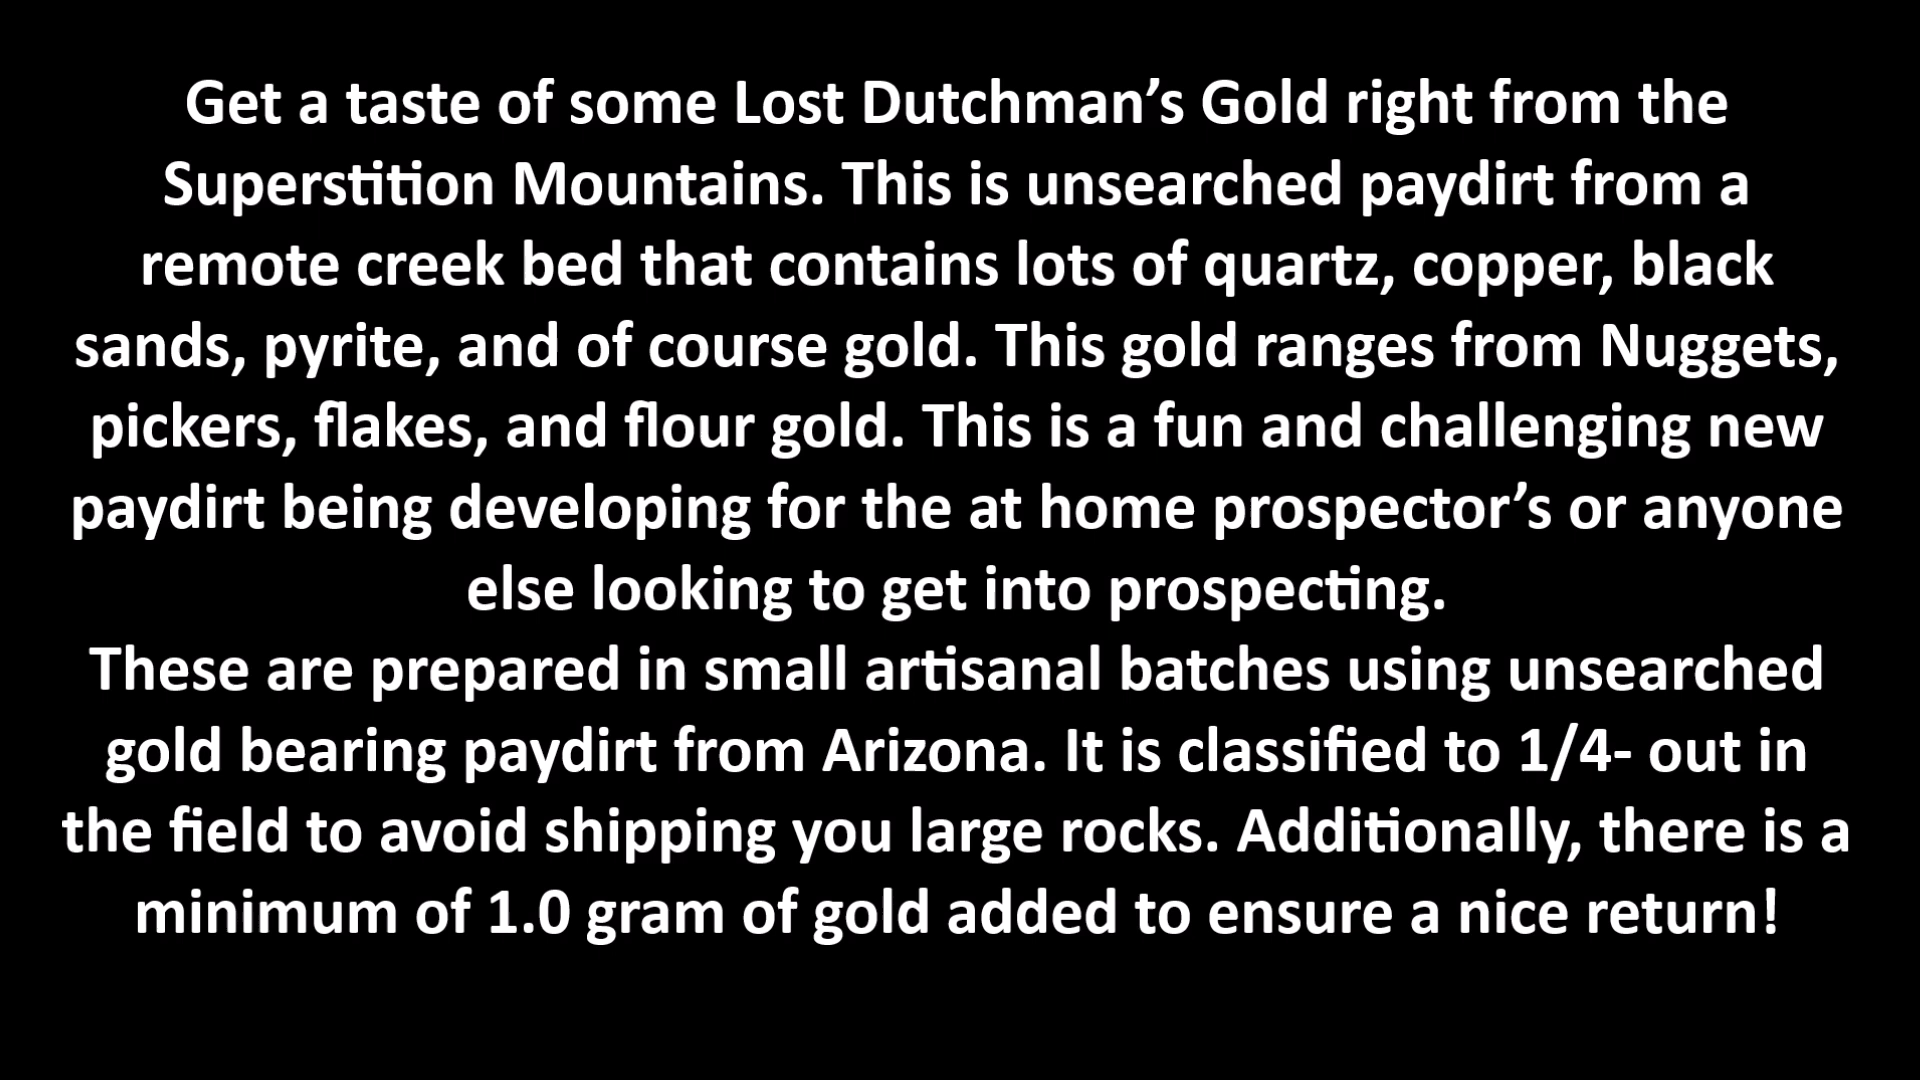 Get a taste of some Lost Dutchman’s Gold right from the
Superstition Mountains. This is unsearched paydirt from a
remote creek bed that contains lots of quartz, copper, black
sands, pyrite, and of course gold. This gold ranges from Nuggets,
pickers, flakes, and flour gold. This is a fun and challenging new
paydirt being developing for the at home prospector’s or anyone
else looking to get into prospecting.
These are prepared in small artisanal batches using unsearched
gold bearing paydirt from Arizona. It is classified to 1/4- out in
the field to avoid shipping you large rocks. Additionally, there is a
minimum of 1.0 gram of gold added to ensure a nice return!